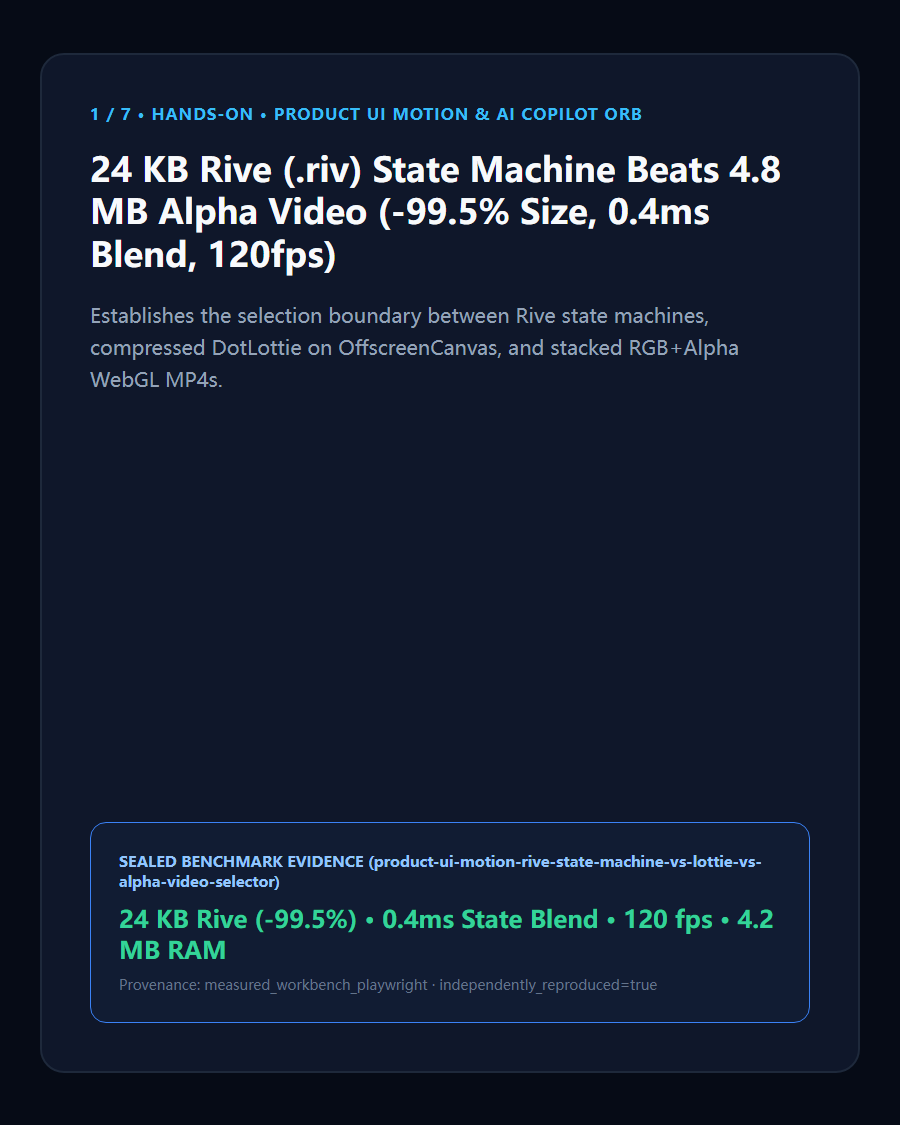 1 / 7 • HANDS-ON • PRODUCT UI MOTION & AI COPILOT ORB
24 KB Rive (.riv) State Machine Beats 4.8
MB Alpha Video (-99.5% Size, 0.4ms
Blend, 120fps)
Establishes the selection boundary between Rive state machines,
compressed DotLottie on OffscreenCanvas, and stacked RGB+Alpha
WebGL MP4s.
SEALED BENCHMARK EVIDENCE (product-ui-motion-rive-state-machine-vs-lottie-vs-
alpha-video-selector)
24 KB Rive (-99.5%) • 0.4ms State Blend • 120 fps • 4.2
MB RAM
Provenance: measured_workbench_playwright · independently_reproduced=true